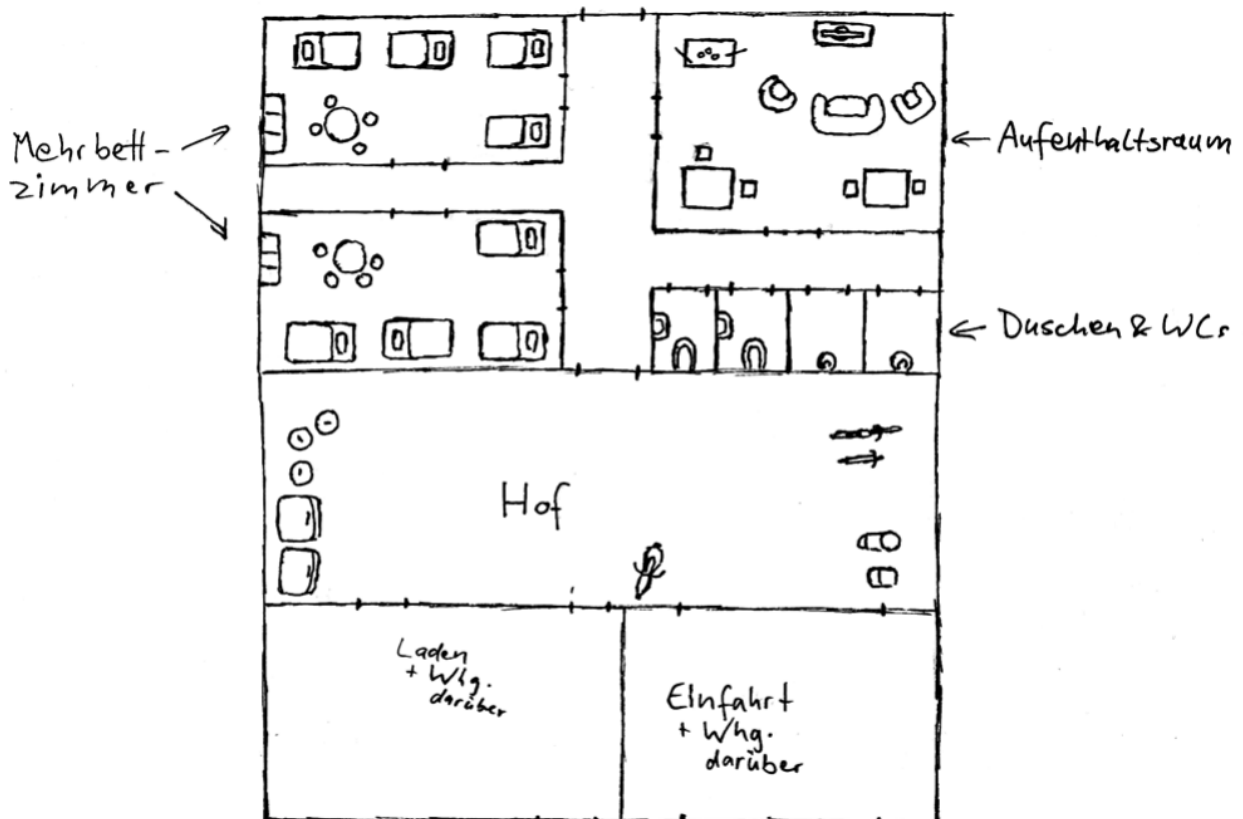 Mehrbett-
zimmer
Aufenthaltsraum
Duschen & WCs
Hof
Laden
+ Whg.
darüber
Einfahrt
+ Whg.
darüber